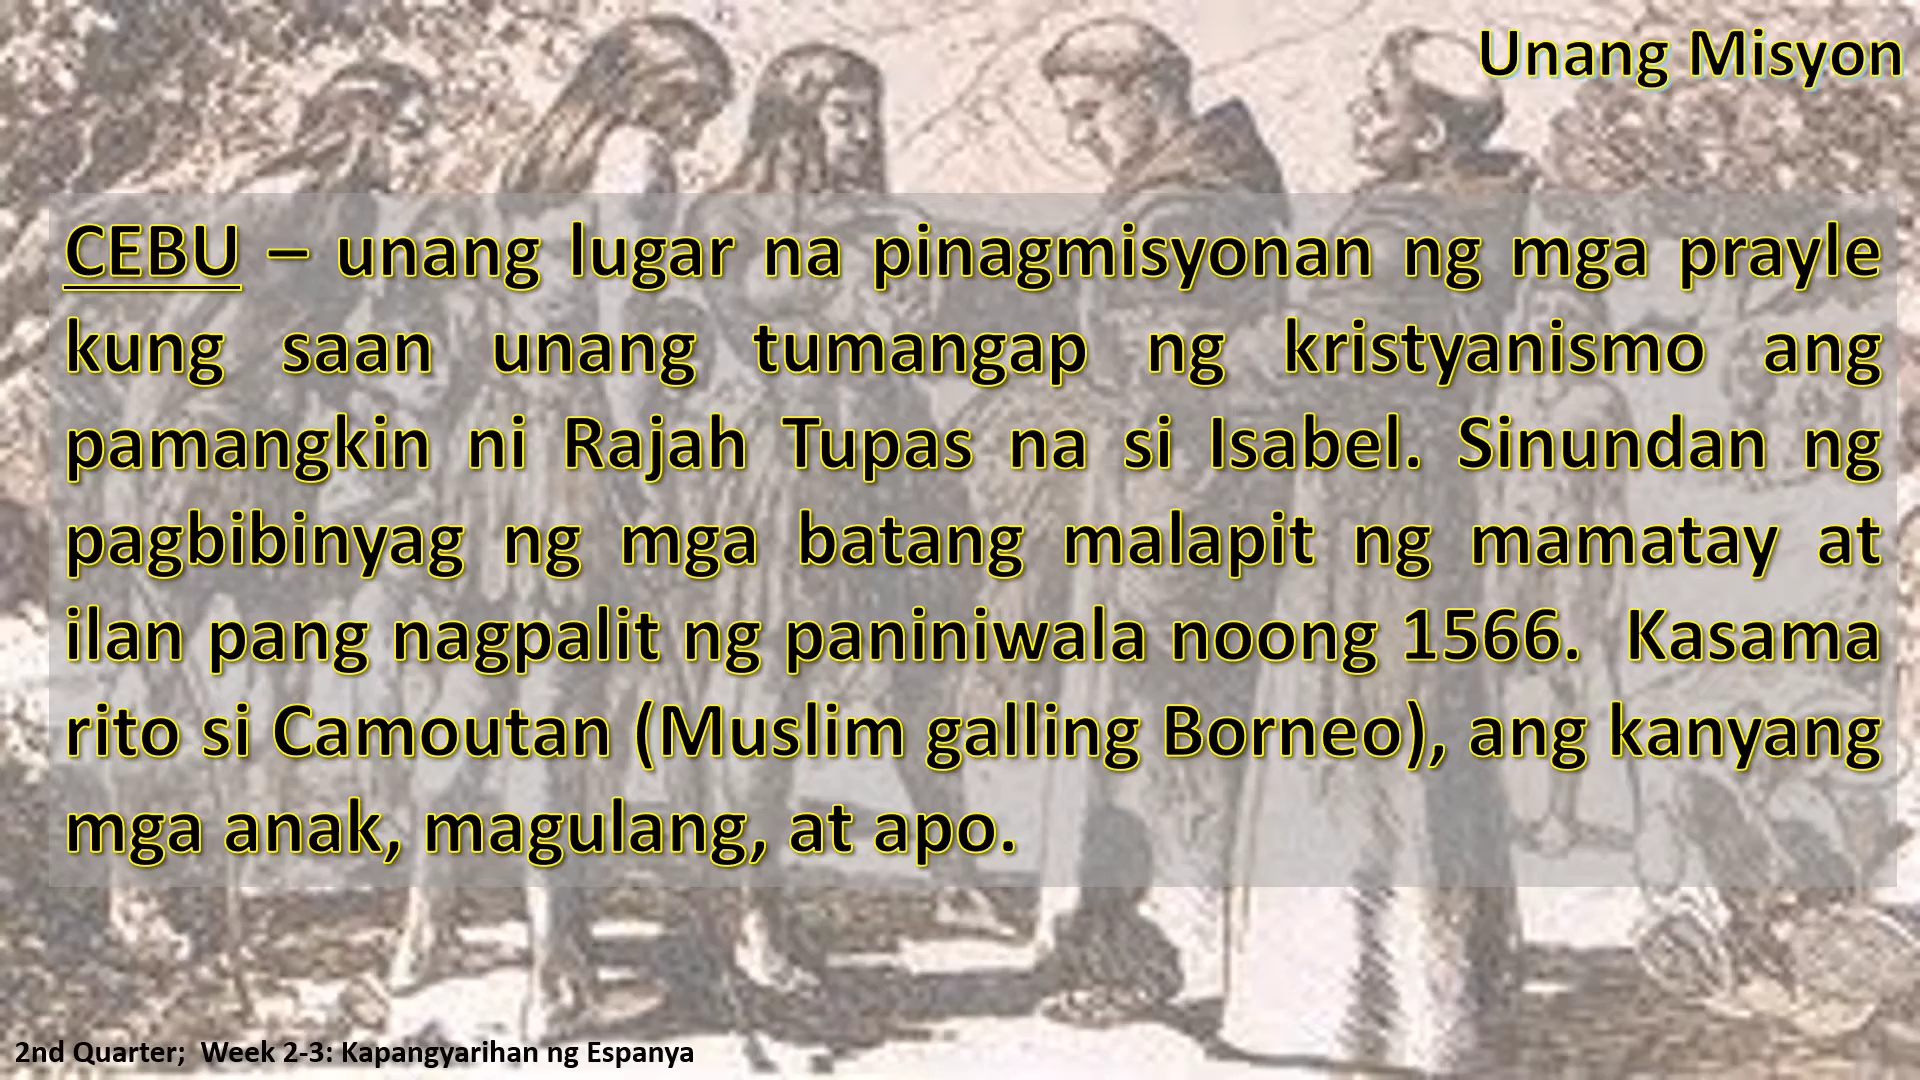 Unang Misyon
CEBU – unang lugar na pinagmisyonan ng mga prayle
kung saan unang tumangap ng kristyanismo ang
pamangkin ni Rajah Tupas na si Isabel. Sinundan ng
pagbibinyag ng mga batang malapit ng mamatay at
ilan pang nagpalit ng paniniwala noong 1566.  Kasama
rito si Camoutan (Muslim galling Borneo), ang kanyang
mga anak, magulang, at apo.
2nd Quarter;  Week 2-3: Kapangyarihan ng Espanya